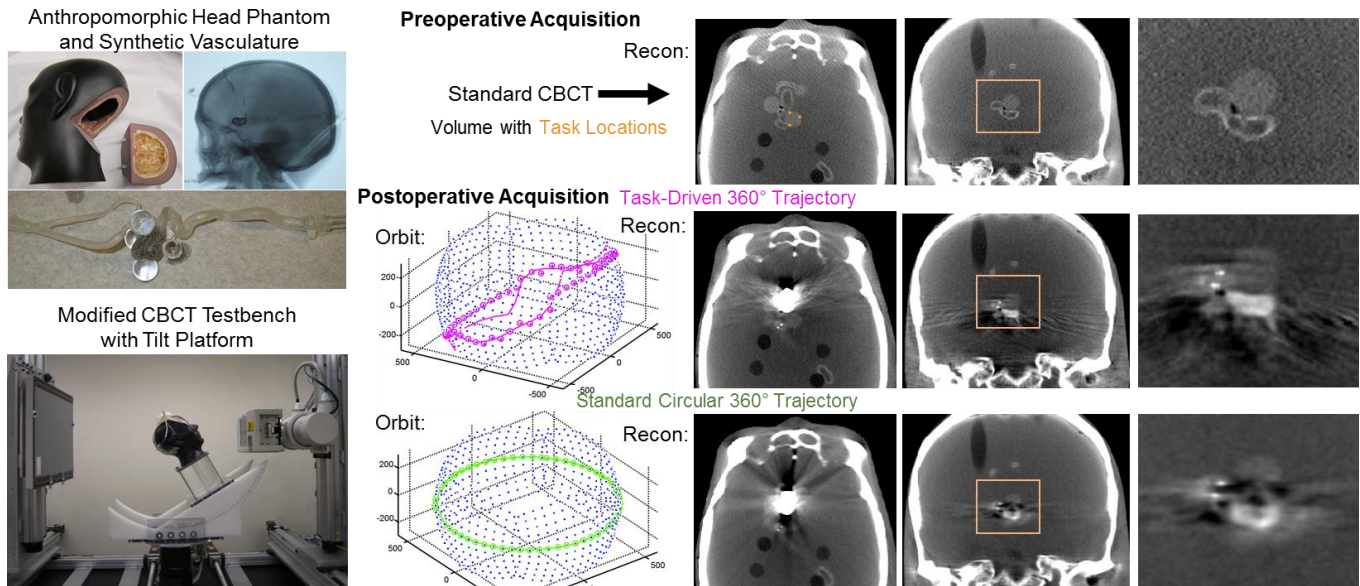 Anthropomorphic Head Phantom
and Synthetic Vasculature
Modified CBCT Testbench
with Tilt Platform
Preoperative Acquisition
Recon:
Standard CBCT
Volume with Task Locations
Postoperative Acquisition Task-Driven 360° Trajectory
Orbit:
Recon:
200
0
-200
500
0
-500
500
0
-500
Standard Circular 360° Trajectory
Orbit:
Recon:
200
0
-200
500
0
500
0
-500